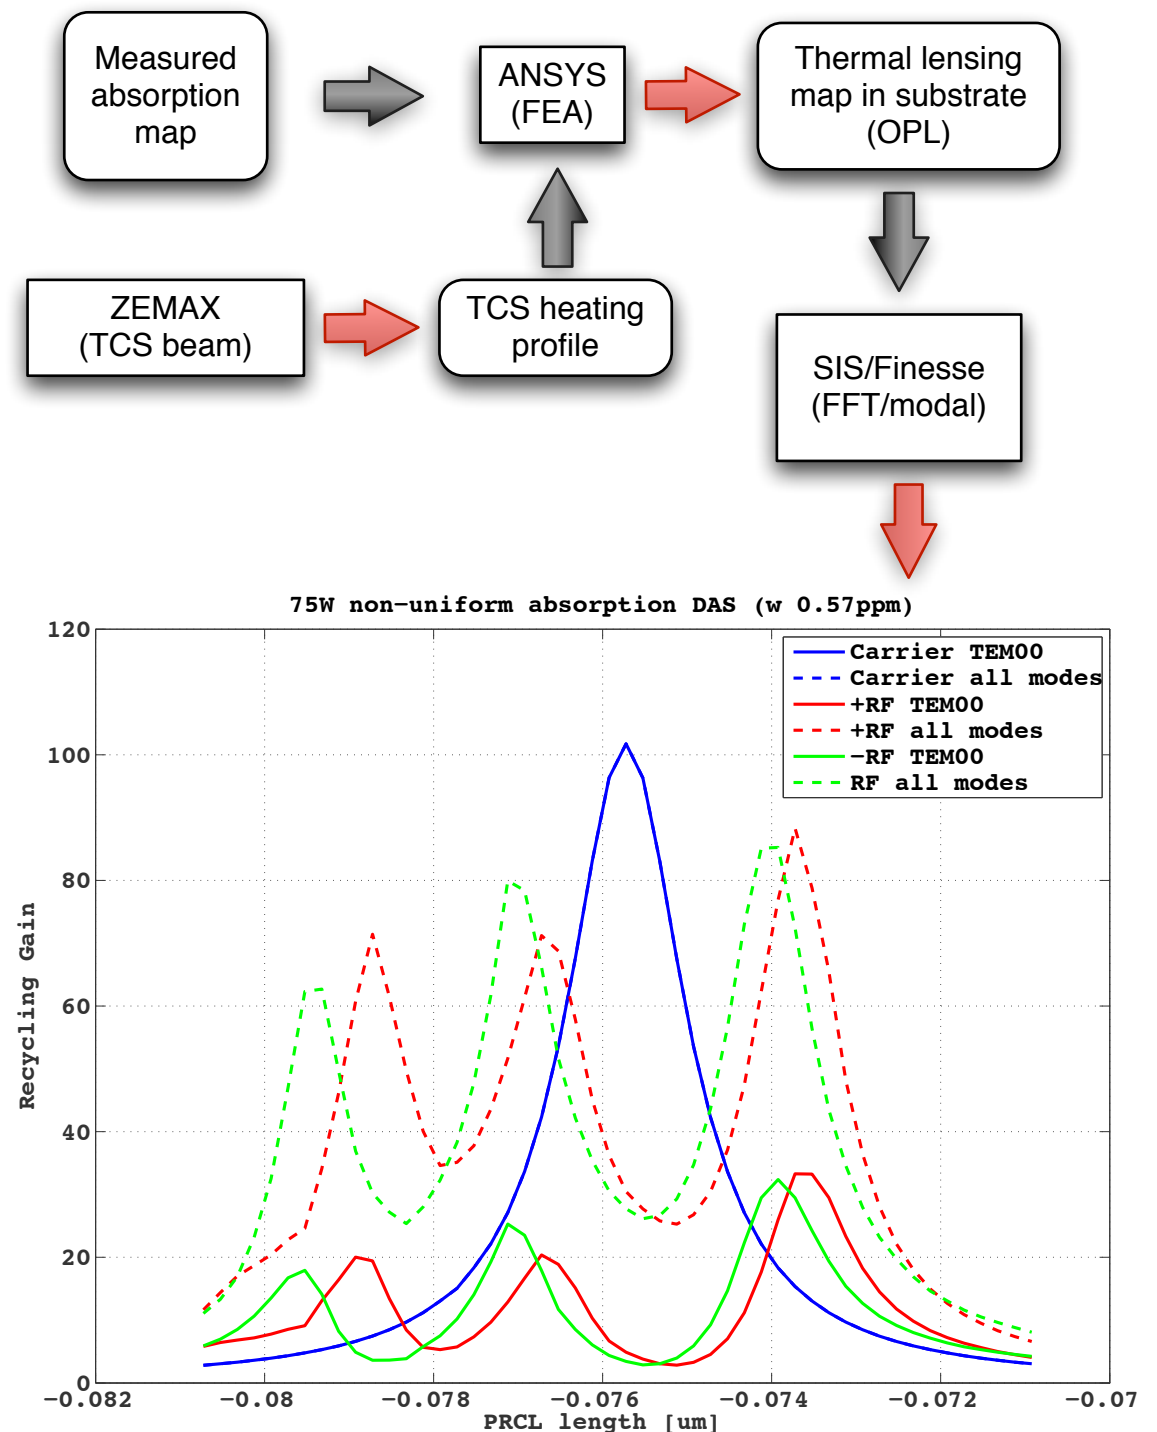 Measured
absorption
map
ANSYS
(FEA)
Thermal lensing
map in substrate
(OPL)
ZEMAX
(TCS beam)
TCS heating
profile
SIS/Finesse
(FFT/modal)
75W non−uniform absorption DAS (w 0.57ppm)
120
100
80
60
40
20
0
Recycling Gain
Carrier TEM00
Carrier all modes
+RF TEM00
+RF all modes
−RF TEM00
RF all modes
−0.082 −0.08 −0.078 −0.076 −0.074 −0.072 −0.07
PRCL length [um]